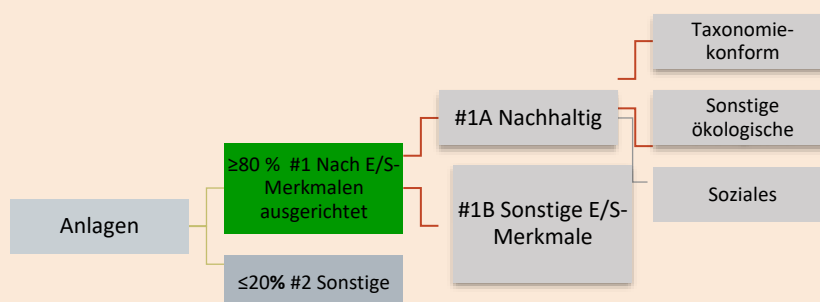 Anlagen
≥80 % #1 Nach E/S-
Merkmalen
ausgerichtet
≤20% #2 Sonstige
#1A Nachhaltig
#1B Sonstige E/S-
Merkmale
Taxonomie-
konform
Sonstige
ökologische
Soziales